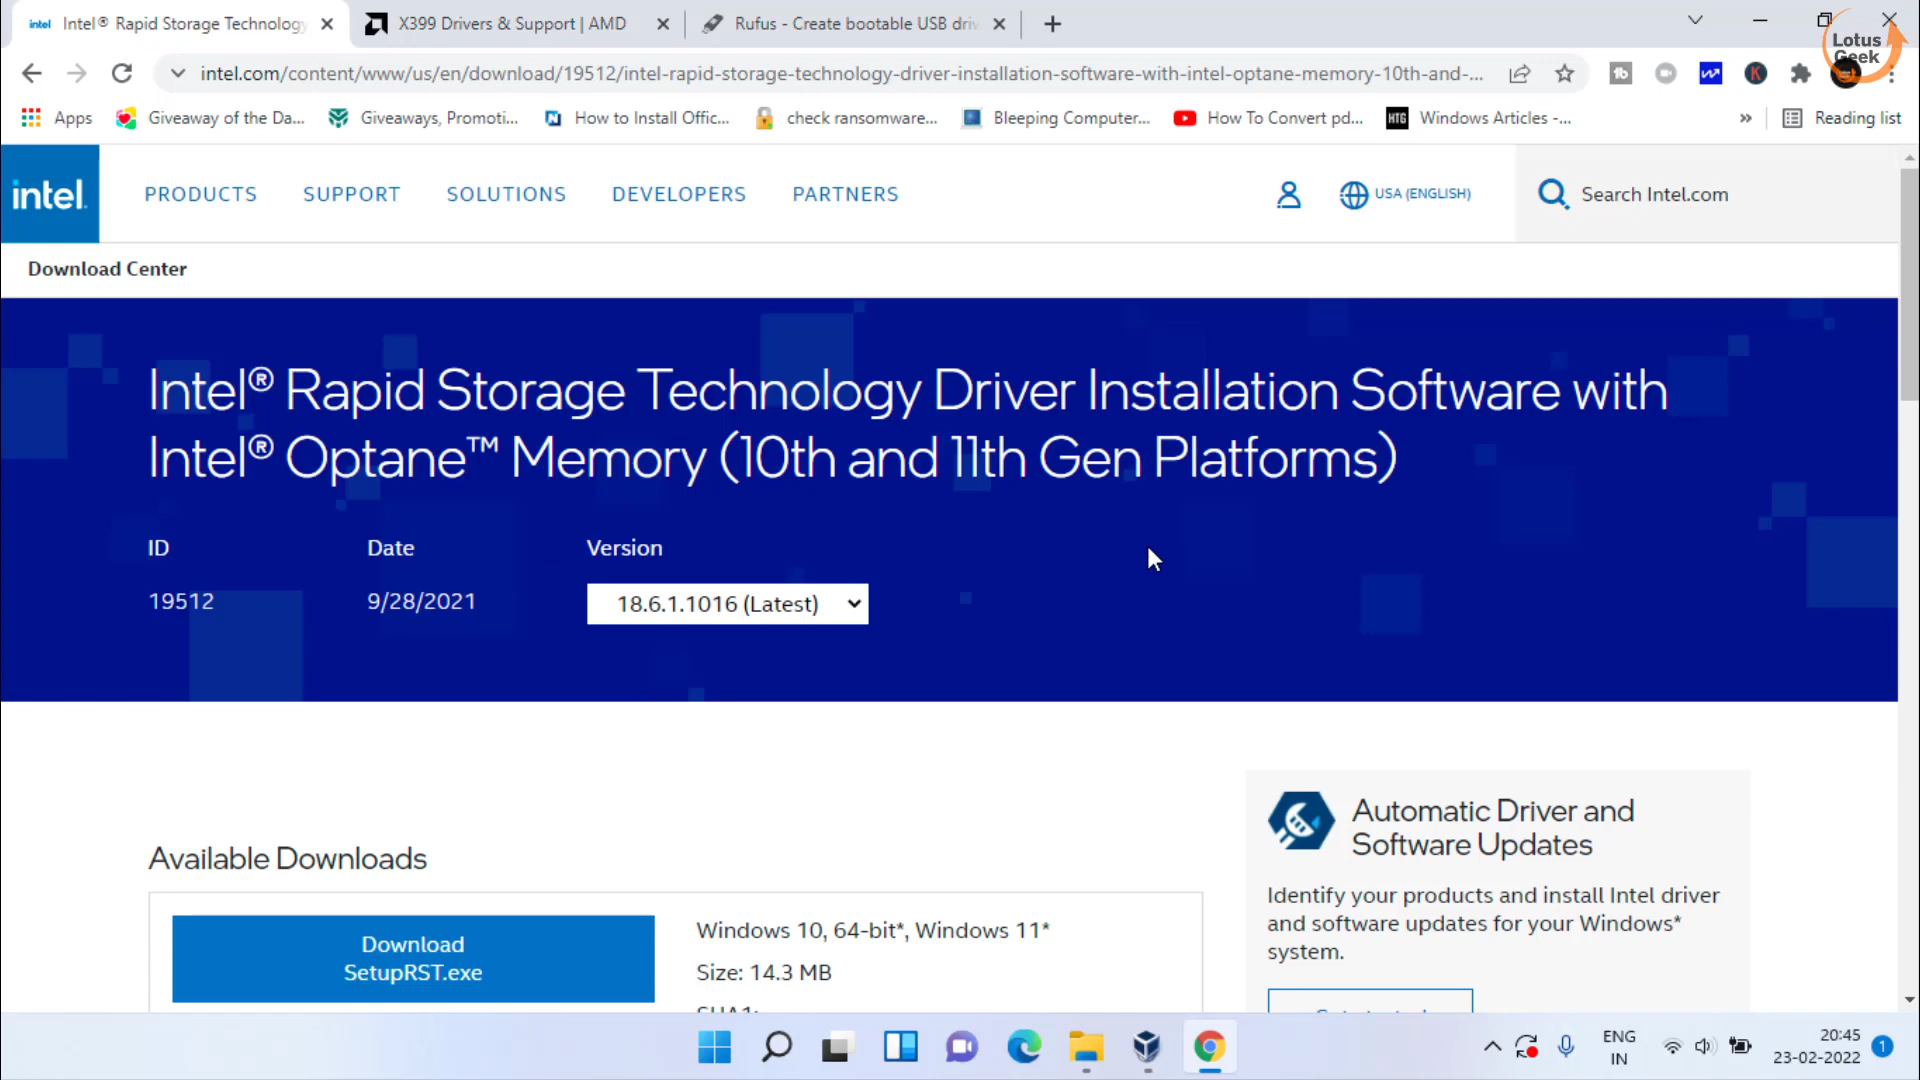 intel Intel® Rapid Storage Technology
X399 Drivers & Support | AMD
Rufus - Create bootable USB driv
Lotus
Geek
intel.com/content/www/us/en/download/19512/intel-rapid-storage-technology-driver-installation-software-with-intel-optane-memory-10th-and-...
Apps
Giveaway of the Da...
Giveaways, Promoti...
How to Install Offic...
check ransomware...
Bleeping Computer...
How To Convert pd...
HTG Windows Articles -...
»
Reading list
intel.
PRODUCTS
SUPPORT
SOLUTIONS
DEVELOPERS
PARTNERS
USA (ENGLISH)
Search Intel.com
Download Center
Intel® Rapid Storage Technology Driver Installation Software with
Intel® Optane™ Memory (10th and 11th Gen Platforms)
ID
Date
Version
19512
9/28/2021
18.6.1.1016 (Latest)
Available Downloads
Download
SetupRST.exe
Windows 10, 64-bit*, Windows 11*
Size: 14.3 MB
SHA1:
Automatic Driver and
Software Updates
Identify your products and install Intel driver
and software updates for your Windows*
system.
ENG
IN
20:45
23-02-2022
1